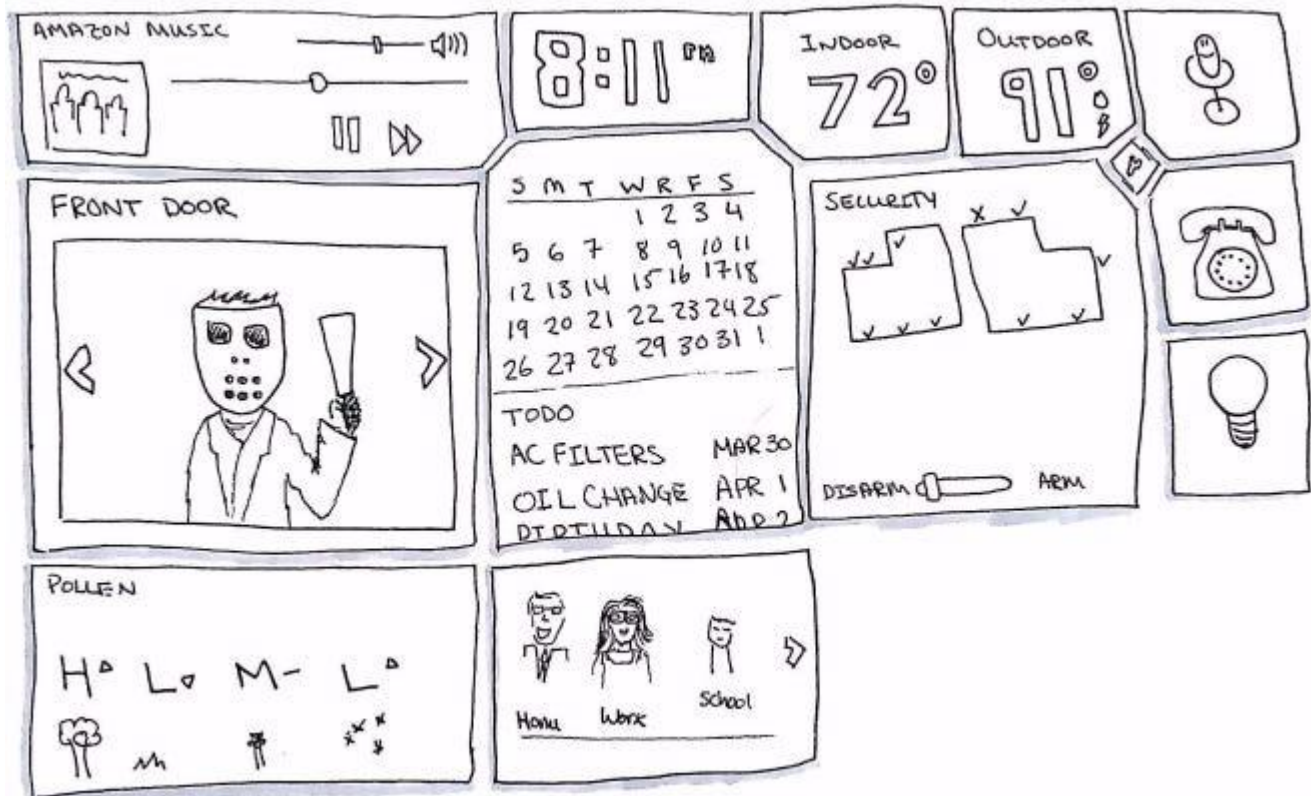 AMAZON MUSIC
8:11 PM
INDOOR
72°
OUTDOOR
91°
FRONT DOOR
S M T W R F S
1 2 3 4
5 6 7 8 9 10 11
12 13 14 15 16 17 18
19 20 21 22 23 24 25
26 27 28 29 30 31 1
TODO
AC FILTERS MAR 30
OIL CHANGE APR 1
BIRTHDAY APR 2
SECURITY
DISARM ARM
POLLEN
H L M- L
Work
School